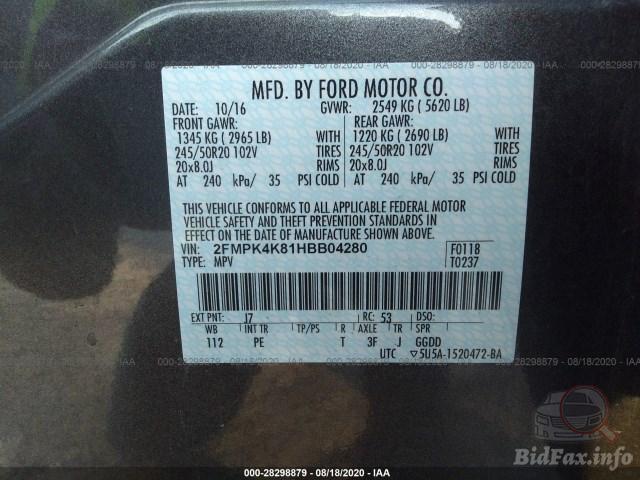 000-28298879 - 08/18/2020 - IAA
MFD. BY FORD MOTOR CO.
DATE: 10/16 GVWR: 2549 KG ( 5620 LB)
FRONT GAWR: REAR GAWR:
1345 KG ( 2965 LB) WITH 1220 KG ( 2690 LB) WITH
245/50R20 102V TIRES 245/50R20 102V TIRES
20x8.0J RIMS 20x8.0J RIMS
AT 240 kPa/ 35 PSI COLD AT 240 kPa/ 35 PSI COLD
THIS VEHICLE CONFORMS TO ALL APPLICABLE FEDERAL MOTOR
VEHICLE SAFETY AND THEFT PREVENTION STANDARDS IN
EFFECT ON THE DATE OF MANUFACTURE SHOWN ABOVE.
VIN: 2FMPK4K81HBB04280 F0118
TYPE: MPV T0237
EXT PNT: J7 RC: 53 DSO:
WB INT TR TP/PS R AXLE TR SPR
112 PE T 3F J GGDD
UTC ▽5U5A-1520472-BA
000-28298879 - 08/18/2020 - IAA
BidFax.info
000-28298879 - 08/18/2020 - IAA